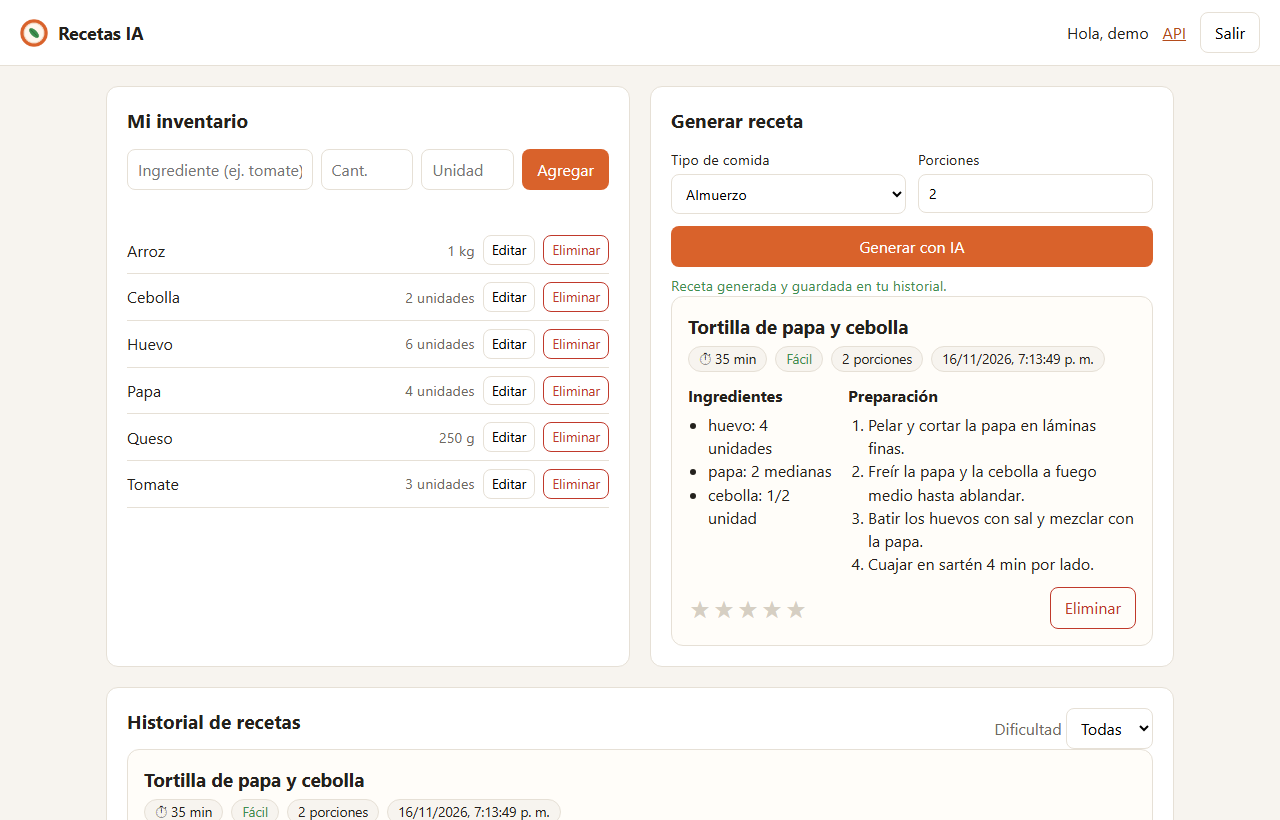 Recetas IA
Hola, demo API Salir
Mi inventario
Ingrediente (ej. tomate) Cant. Unidad Agregar
Arroz 1 kg Editar Eliminar
Cebolla 2 unidades Editar Eliminar
Huevo 6 unidades Editar Eliminar
Papa 4 unidades Editar Eliminar
Queso 250 g Editar Eliminar
Tomate 3 unidades Editar Eliminar
Generar receta
Tipo de comida Porciones
Almuerzo 2
Generar con IA
Receta generada y guardada en tu historial.
Tortilla de papa y cebolla
⏱ 35 min Fácil 2 porciones 16/11/2026, 7:13:49 p. m.
Ingredientes
huevo: 4
unidades
papa: 2 medianas
cebolla: 1/2
unidad
Preparación
1. Pelar y cortar la papa en láminas
finas.
2. Freír la papa y la cebolla a fuego
medio hasta ablandar.
3. Batir los huevos con sal y mezclar con
la papa.
4. Cuajar en sartén 4 min por lado.
★★★★★ Eliminar
Historial de recetas Dificultad Todas
Tortilla de papa y cebolla
⏱ 35 min Fácil 2 porciones 16/11/2026, 7:13:49 p. m.